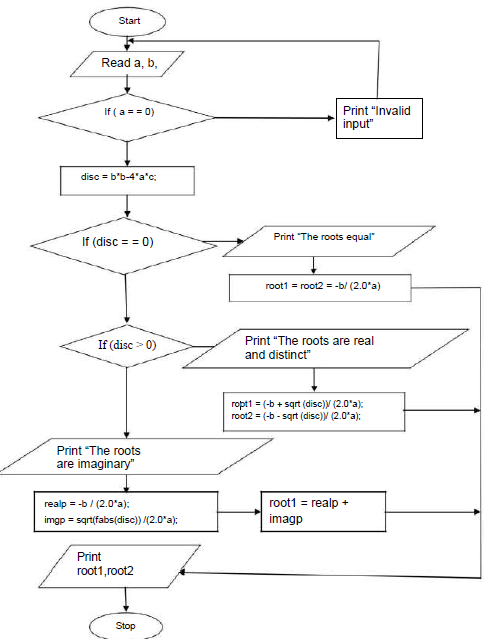 Start
Read a, b,
If ( a = = 0)
Print “Invalid
input”
disc = b*b-4*a*c;
If (disc = = 0)
Print “The roots equal”
root1 = root2 = -b/ (2.0*a)
If (disc > 0)
Print “The roots are real
and distinct”
root1 = (-b + sqrt (disc))/ (2.0*a);
root2 = (-b - sqrt (disc))/ (2.0*a);
Print “The roots
are imaginary”
realp = -b / (2.0*a);
imgp = sqrt(fabs(disc)) /(2.0*a);
root1 = realp +
imagp
Print
root1,root2
Stop